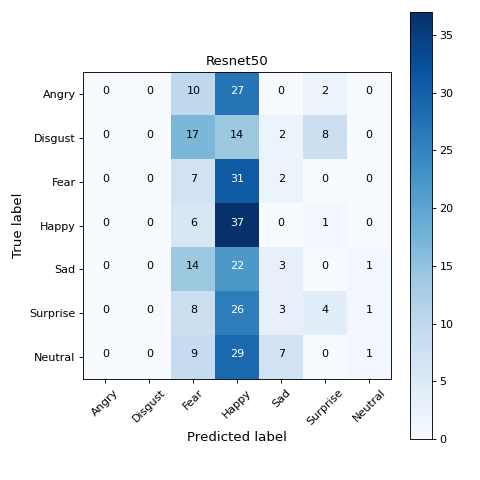 Resnet50
True label
Angry 0 0 10 27 0 2 0
Disgust 0 0 17 14 2 8 0
Fear 0 0 7 31 2 0 0
Happy 0 0 6 37 0 1 0
Sad 0 0 14 22 3 0 1
Surprise 0 0 8 26 3 4 1
Neutral 0 0 9 29 7 0 1
Angry Disgust Fear Happy Sad Surprise Neutral
Predicted label
35
30
25
20
15
10
5
0